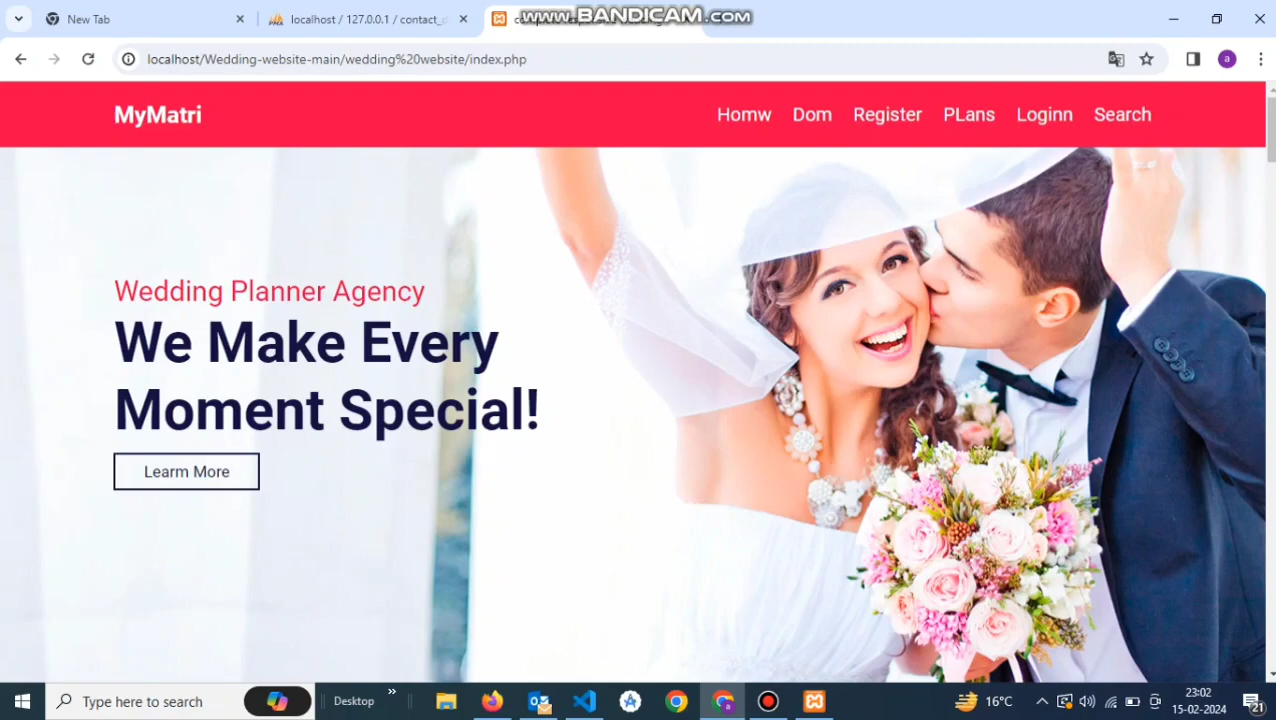 www.BANDICAM.com
New Tab
localhost / 127.0.0.1 / contact_d
localhost/Wedding-website-main/wedding%20website/index.php
a
MyMatri Homw Dom Register PLans Loginn Search
Wedding Planner Agency
We Make Every
Moment Special!
Learm More
Type here to search
Desktop
16°C
23:02
15-02-2024
21